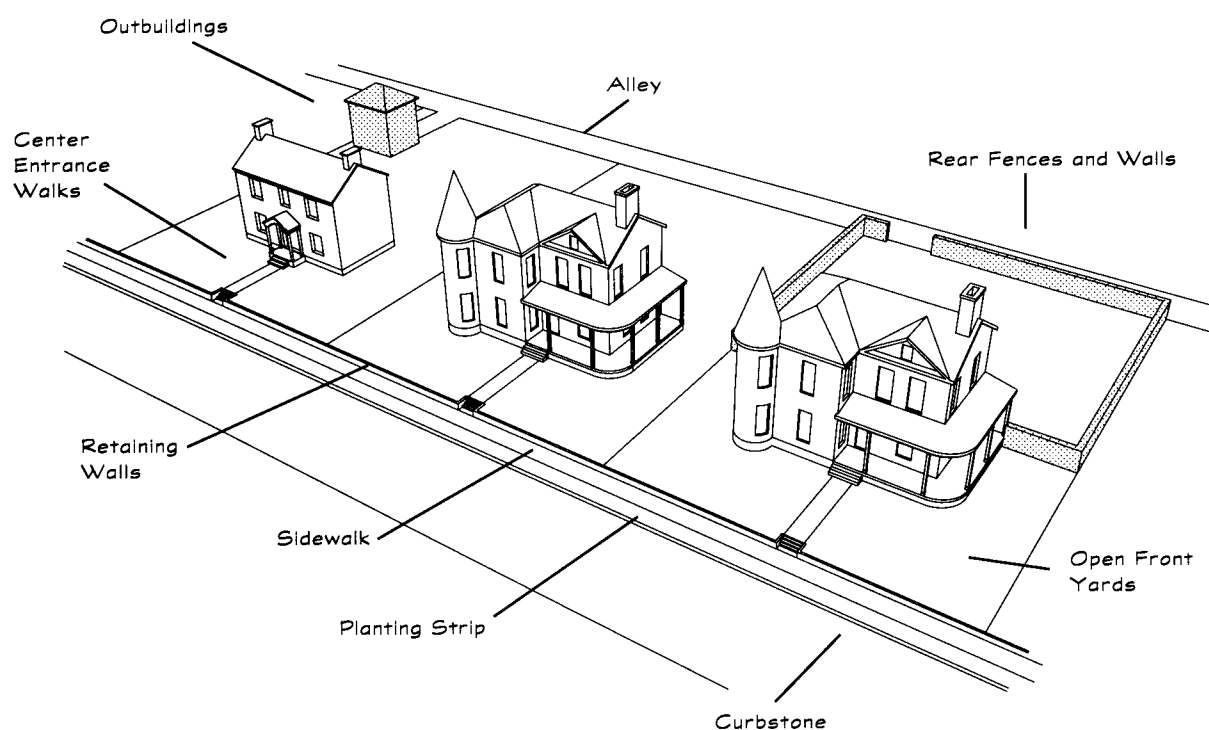 Outbuildings
Alley
Center
Entrance
Walks
Rear Fences and Walls
Retaining
Walls
Sidewalk
Open Front
Yards
Planting Strip
Curbstone